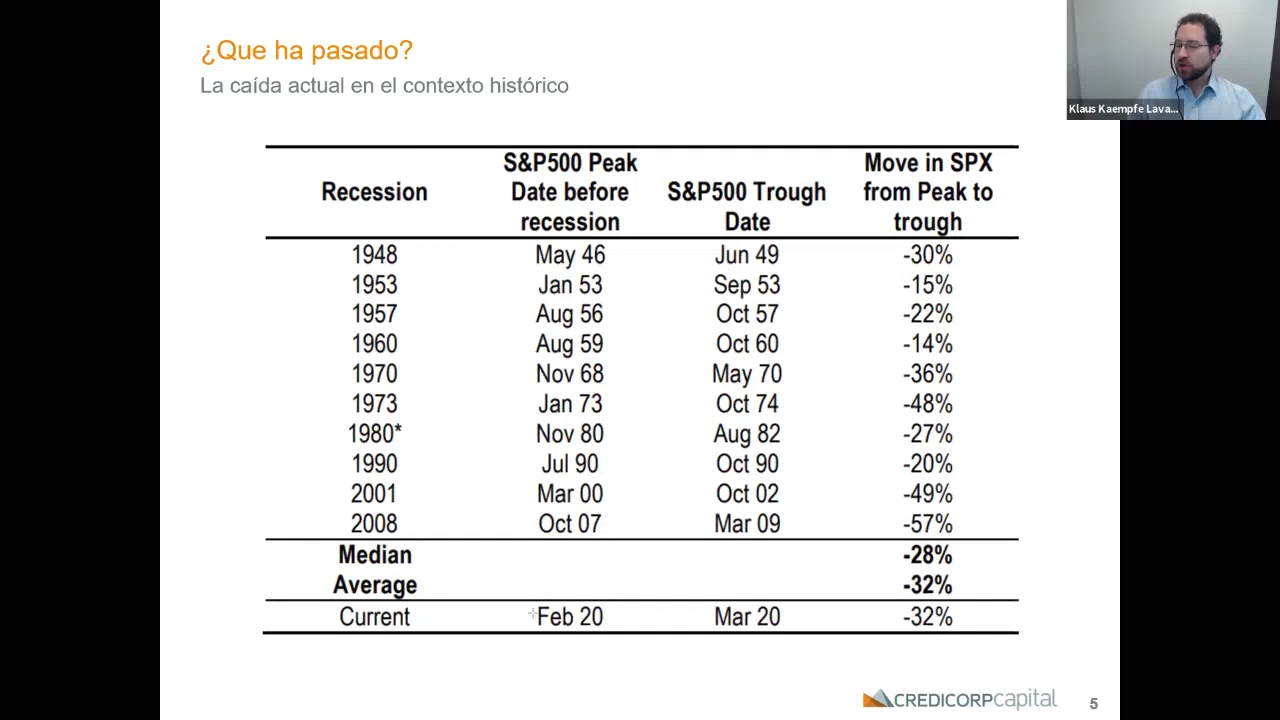 ¿Que ha pasado?
La caída actual en el contexto histórico
Klaus Kaempfe Lava...
Recession S&P500 Peak Date before recession S&P500 Trough Date Move in SPX from Peak to trough
1948 May 46 Jun 49 -30%
1953 Jan 53 Sep 53 -15%
1957 Aug 56 Oct 57 -22%
1960 Aug 59 Oct 60 -14%
1970 Nov 68 May 70 -36%
1973 Jan 73 Oct 74 -48%
1980* Nov 80 Aug 82 -27%
1990 Jul 90 Oct 90 -20%
2001 Mar 00 Oct 02 -49%
2008 Oct 07 Mar 09 -57%
Median -28%
Average -32%
Current Feb 20 Mar 20 -32%
CREDICORPcapital 5